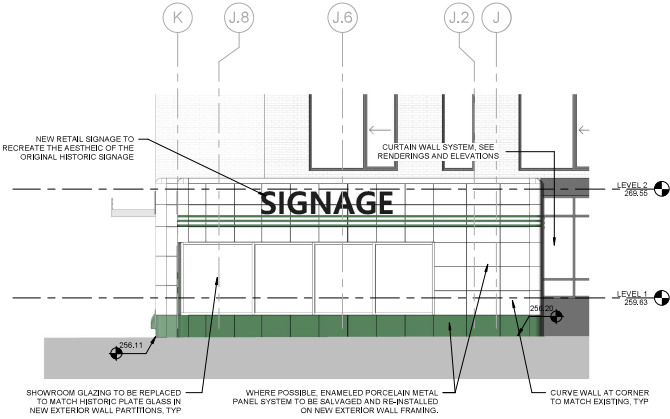 K
J.8
J.6
J.2
J
NEW RETAIL SIGNAGE TO
RECREATE THE AESTHEIC OF THE
ORIGINAL HISTORIC SIGNAGE
CURTAIN WALL SYSTEM, SEE
RENDERINGS AND ELEVATIONS
LEVEL 2
269.55
SIGNAGE
LEVEL 1
259.63
256.20
256.11
SHOWROOM GLAZING TO BE REPLACED
TO MATCH HISTORIC PLATE GLASS IN
NEW EXTERIOR WALL PARTITIONS, TYP
WHERE POSSIBLE, ENAMELED PORCELAIN METAL
PANEL SYSTEM TO BE SALVAGED AND RE-INSTALLED
ON NEW EXTERIOR WALL FRAMING.
CURVE WALL AT CORNER
TO MATCH EXISTING, TYP